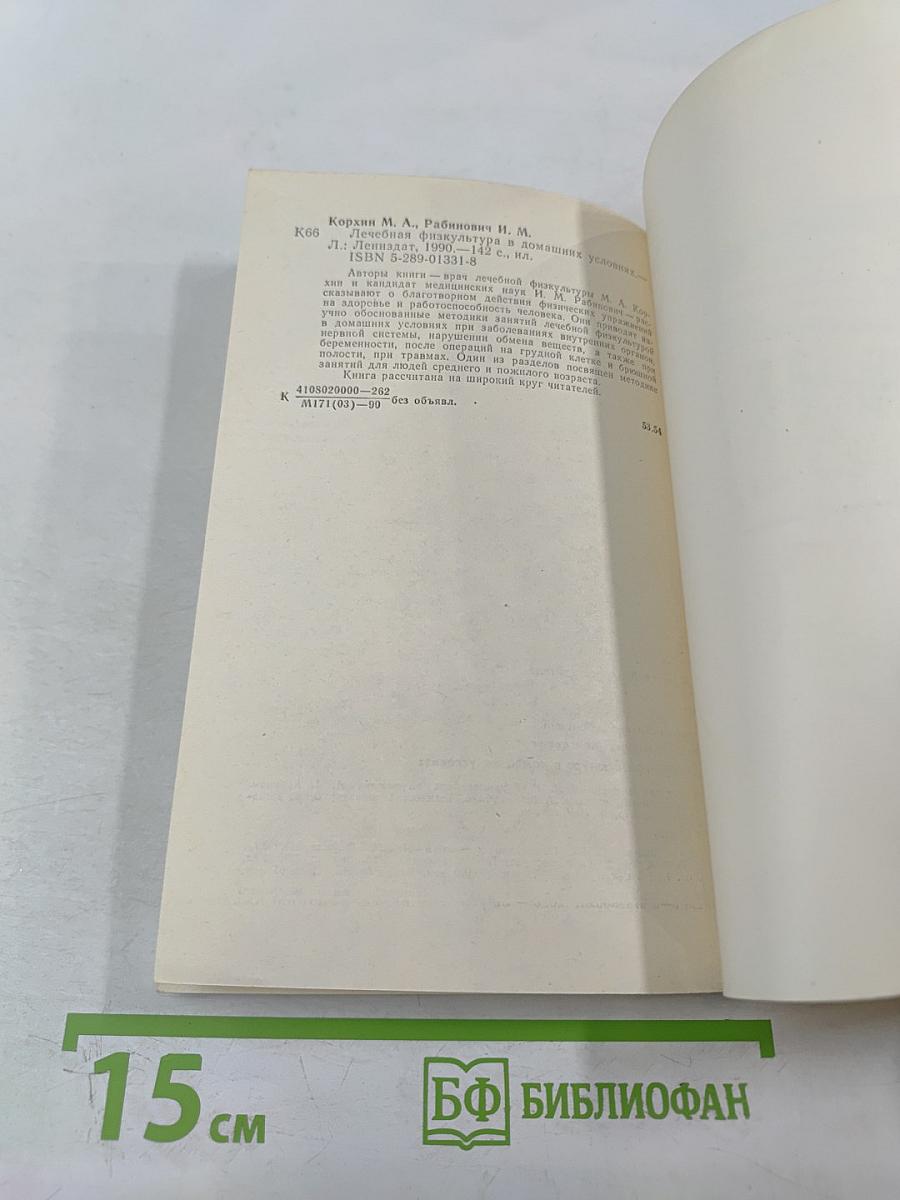 Корхин М. А., Рабинович И. М.
К66 Лечебная физкультура в домашних условиях.—
Л.: Лениздат, 1990.—142 с., ил.
ISBN 5-289-01331-8
Авторы книги — врач лечебной физкультуры М. А. Кор-
хин и кандидат медицинских наук И. М. Рабинович — рас-
сказывают о благотворном действии физических упражнений
на здоровье и работоспособность человека. Они приводят на-
учно обоснованные методики занятий лечебной физкультурой
в домашних условиях при заболеваниях внутренних органов,
нервной системы, нарушении обмена веществ, а также при
беременности, после операций на грудной клетке и брюшной
полости, при травмах. Один из разделов посвящен методике
занятий для людей среднего и пожилого возраста.
Книга рассчитана на широкий круг читателей.
К 4108020000—262
М171(03)—90 без объявл.
53.54
15 см
БФ БИБЛИОФАН